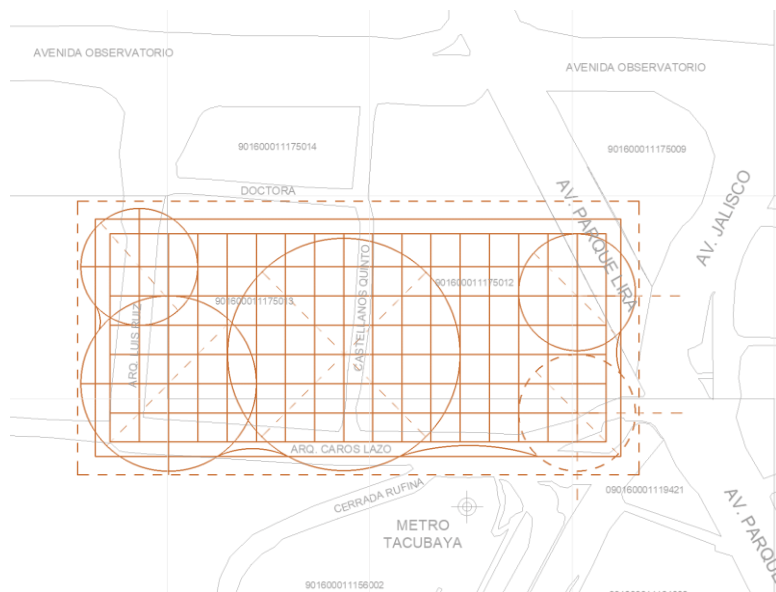 AVENIDA OBSERVATORIO
AVENIDA OBSERVATORIO
901600011175014
901600011175009
DOCTORA
AV. PARQUE LIRA
AV. JALISCO
CASTELLANOS QUINTO
901600011175012
901600011175013
ARQ. LUIS RUIZ
ARQ. CAROS LAZO
CERRADA RUFINA
090160001119421
METRO
TACUBAYA
AV. PARQUE
901600011156002